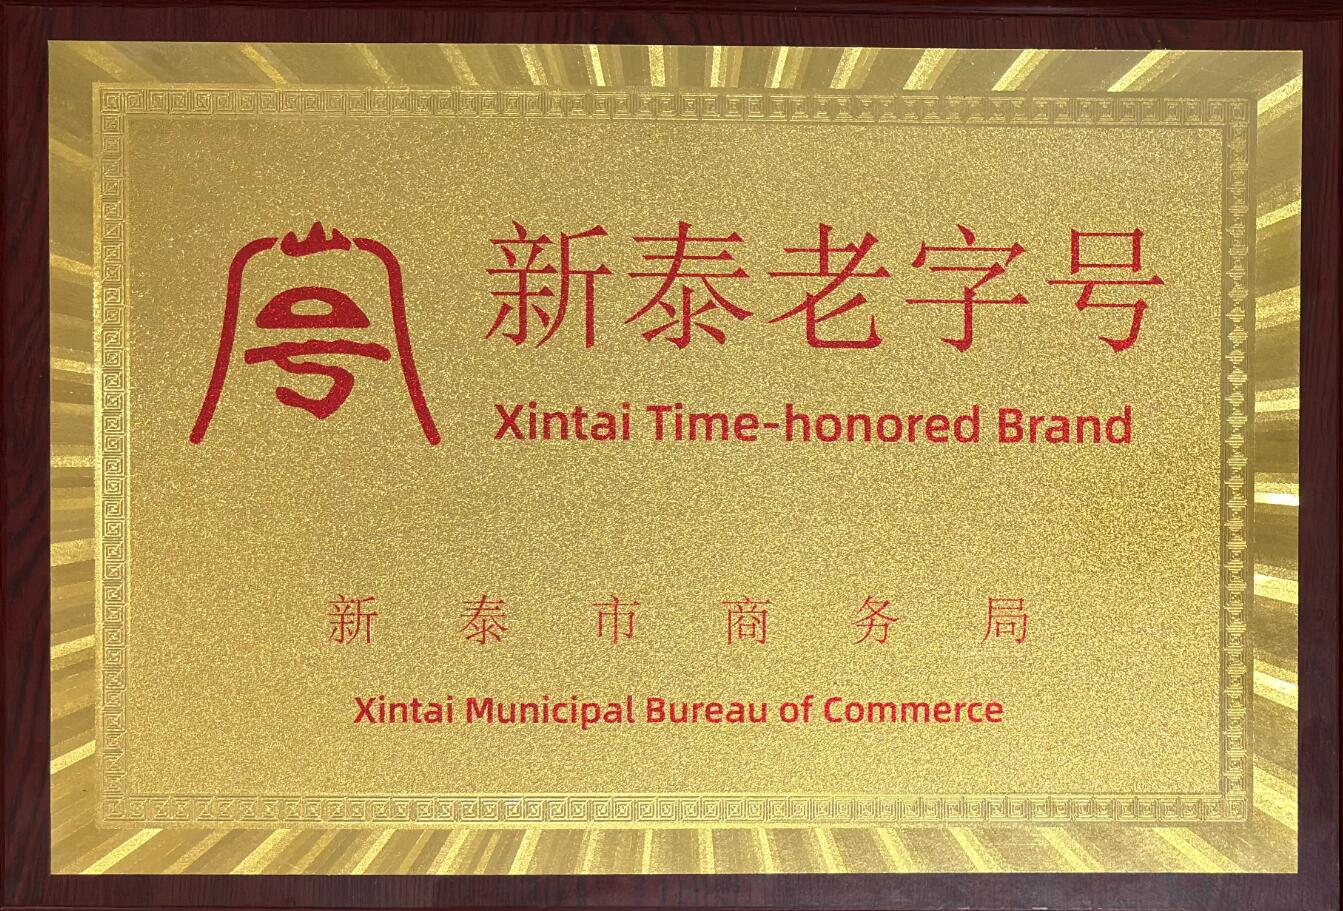 新泰老字号
Xintai Time-honored Brand
新泰市商务局
Xintai Municipal Bureau of Commerce